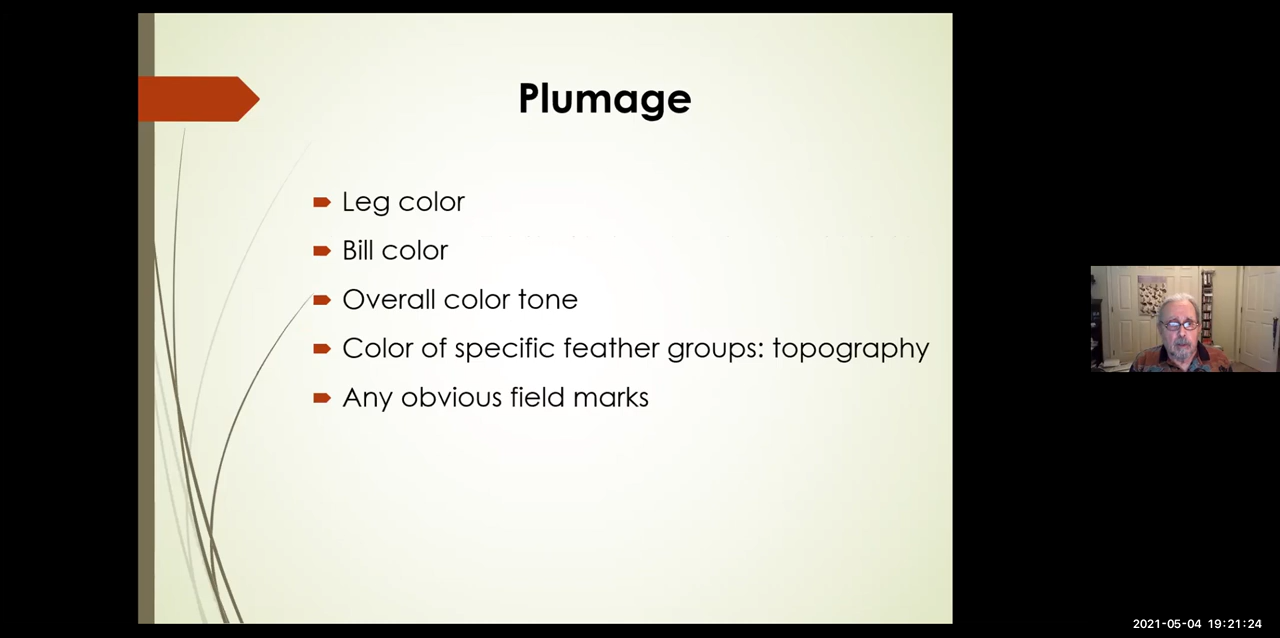 Plumage
Leg color
Bill color
Overall color tone
Color of specific feather groups: topography
Any obvious field marks
2021-05-04 19:21:24